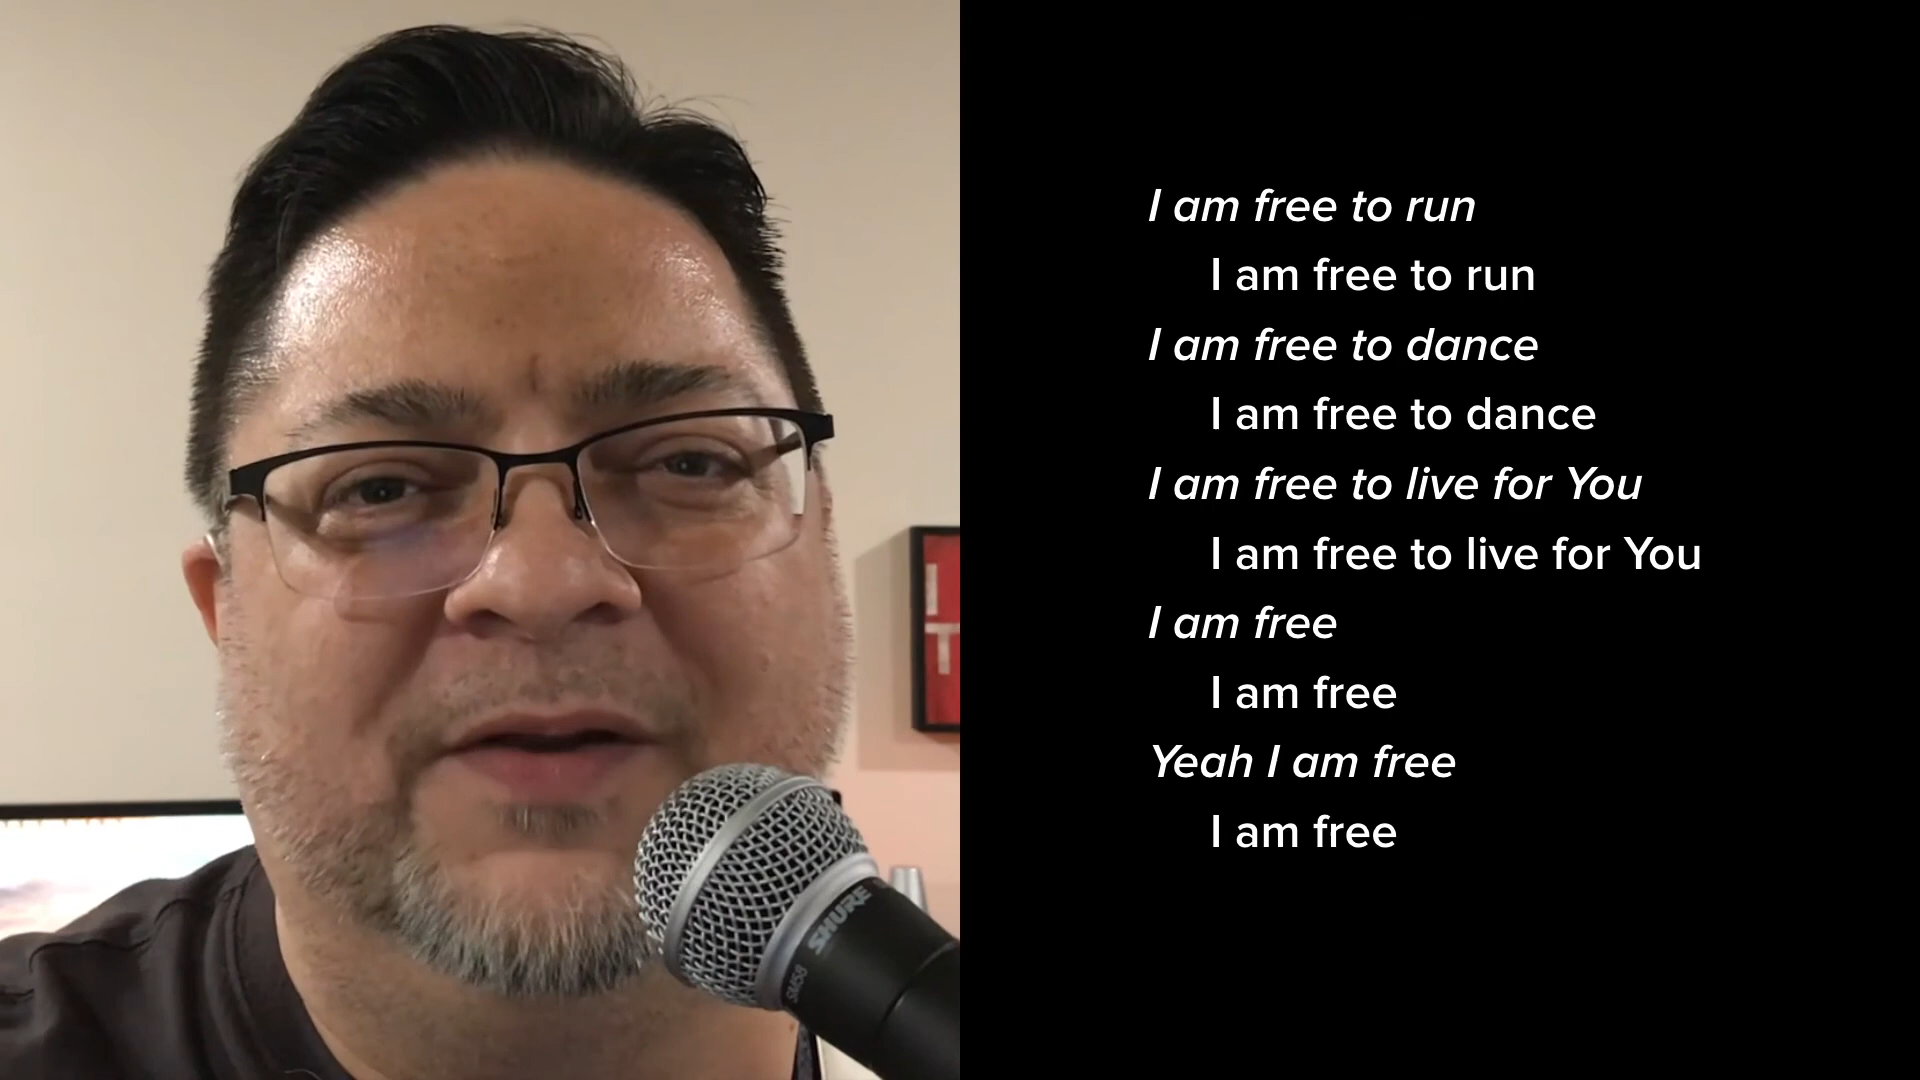 I am free to run
I am free to run
I am free to dance
I am free to dance
I am free to live for You
I am free to live for You
I am free
I am free
Yeah I am free
I am free
I
T
SHURE
SM58